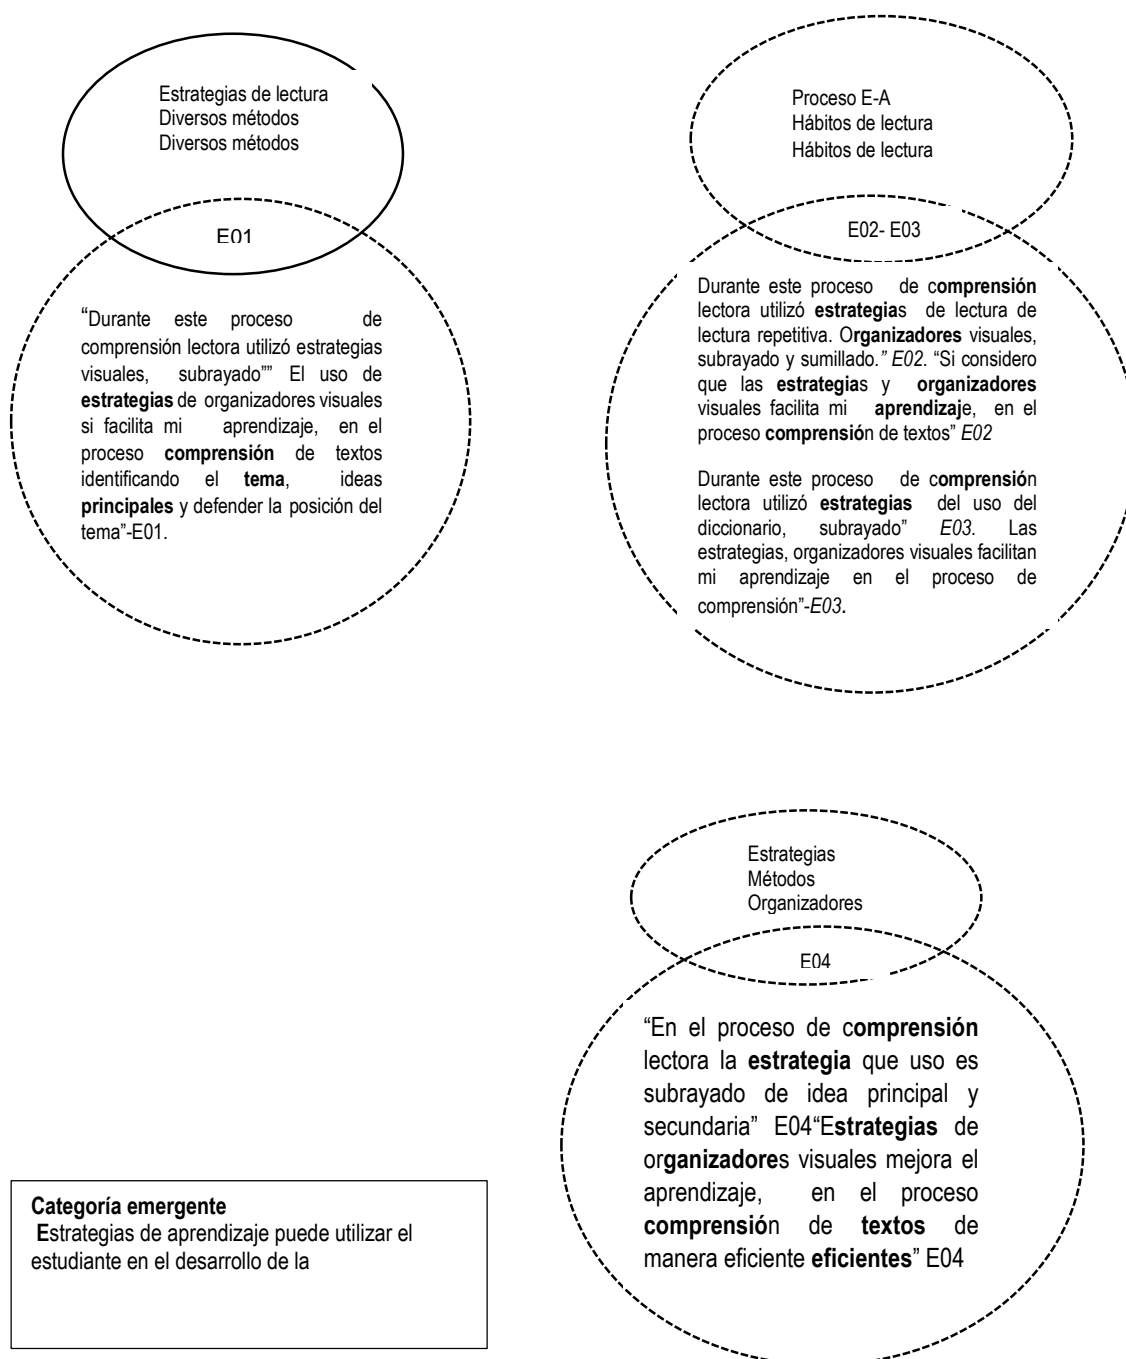 Estrategias de lectura
Diversos métodos
Diversos métodos
E01
“Durante este proceso de
comprensión lectora utilizó estrategias
visuales, subrayado”” El uso de
estrategias de organizadores visuales
si facilita mi aprendizaje, en el
proceso comprensión de textos
identificando el tema, ideas
principales y defender la posición del
tema”-E01.
Proceso E-A
Hábitos de lectura
Hábitos de lectura
E02- E03
Durante este proceso de comprensión
lectora utilizó estrategias de lectura de
lectura repetitiva. Organizadores visuales,
subrayado y sumillado.” E02. “Si considero
que las estrategias y organizadores
visuales facilita mi aprendizaje, en el
proceso comprensión de textos” E02
Durante este proceso de comprensión
lectora utilizó estrategias del uso del
diccionario, subrayado” E03. Las
estrategias, organizadores visuales facilitan
mi aprendizaje en el proceso de
comprensión”-E03.
Estrategias
Métodos
Organizadores
E04
“En el proceso de comprensión
lectora la estrategia que uso es
subrayado de idea principal y
secundaria” E04“Estrategias de
organizadores visuales mejora el
aprendizaje, en el proceso
comprensión de textos de
manera eficiente eficientes” E04
Categoría emergente
Estrategias de aprendizaje puede utilizar el
estudiante en el desarrollo de la